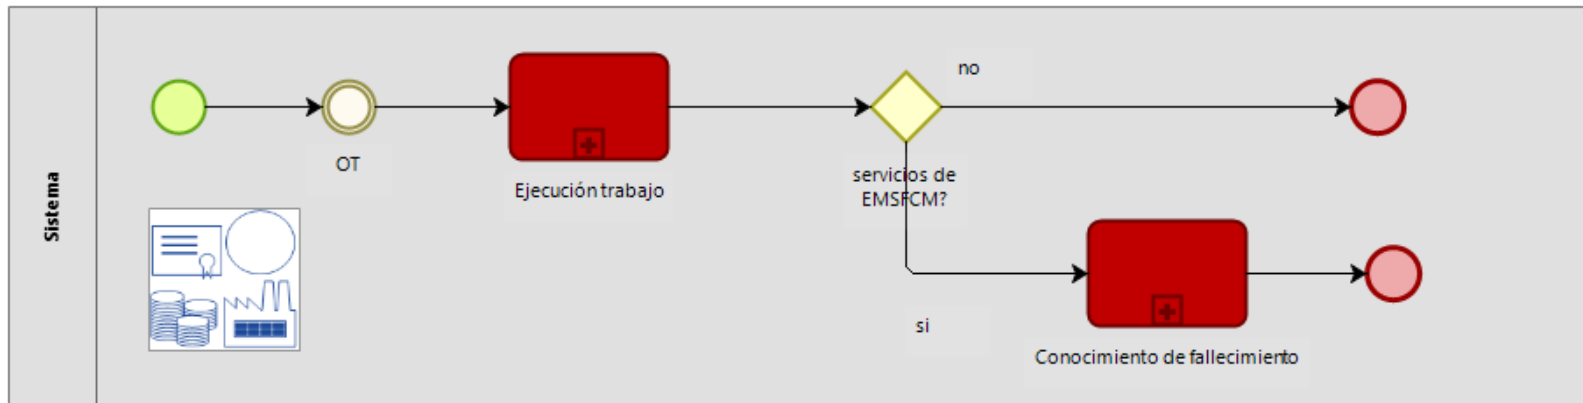 Sistema
no
OT
servicios de
EMSFCM?
Ejecución trabajo
si
Conocimiento de fallecimiento